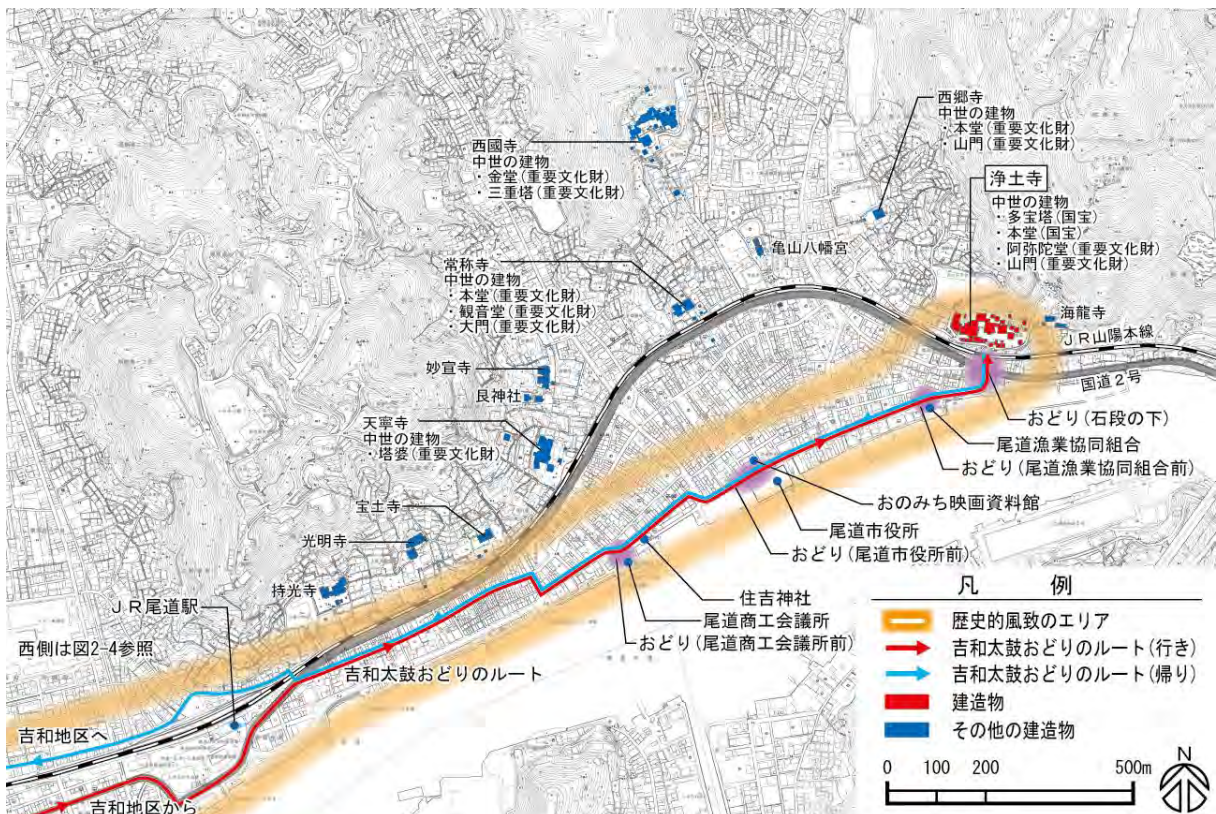 西郷寺
中世の建物
・本堂(重要文化財)
・山門(重要文化財)
西國寺
中世の建物
・金堂(重要文化財)
・三重塔(重要文化財)
浄土寺
中世の建物
・多宝塔(国宝)
・本堂(国宝)
・阿弥陀堂(重要文化財)
・山門(重要文化財)
亀山八幡宮
常称寺
中世の建物
・本堂(重要文化財)
・観音堂(重要文化財)
・大門(重要文化財)
海龍寺
JR山陽本線
国道2号
妙宣寺
艮神社
天寧寺
中世の建物
・塔婆(重要文化財)
おどり(石段の下)
尾道漁業協同組合
おどり(尾道漁業協同組合前)
おのみち映画資料館
尾道市役所
おどり(尾道市役所前)
宝土寺
光明寺
持光寺
住吉神社
尾道商工会議所
おどり(尾道商工会議所前)
JR尾道駅
西側は図2-4参照
吉和太鼓おどりのルート
吉和地区へ
吉和地区から
凡 例
歴史的風致のエリア
吉和太鼓おどりのルート(行き)
吉和太鼓おどりのルート(帰り)
建造物
その他の建造物
0 100 200 500m
N